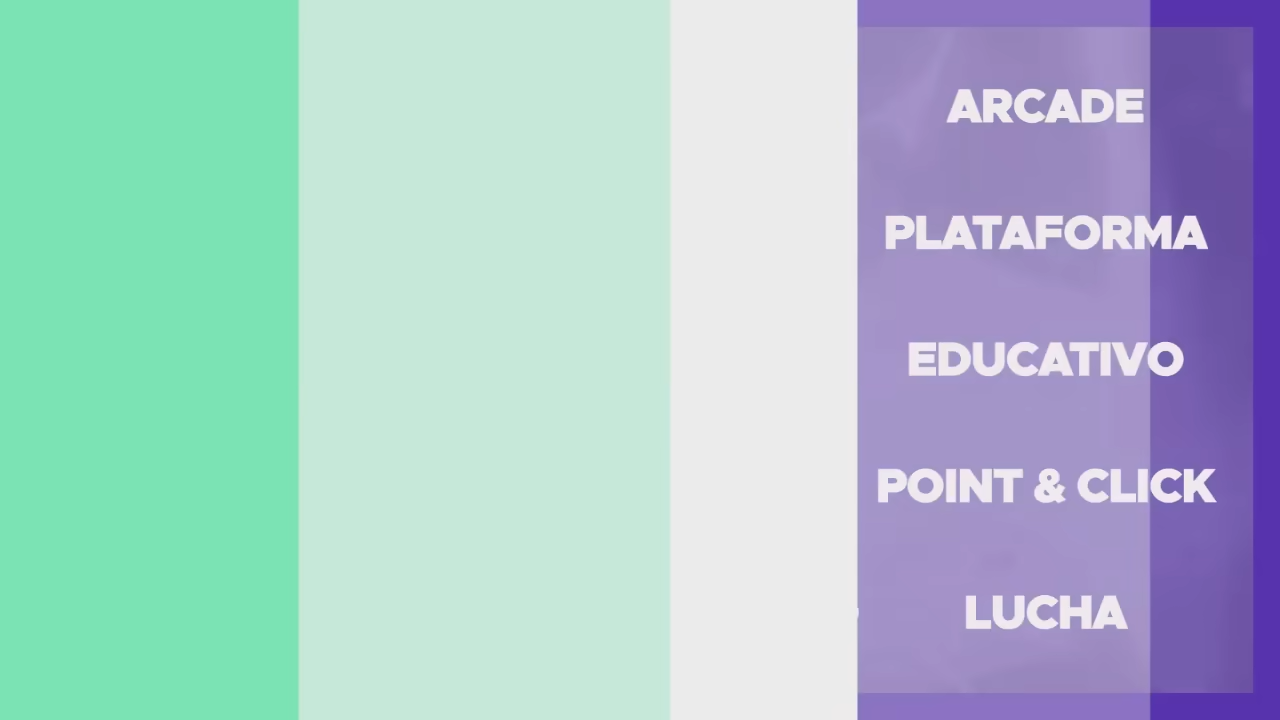 ARCADE
PLATAFORMA
EDUCATIVO
POINT & CLICK
LUCHA